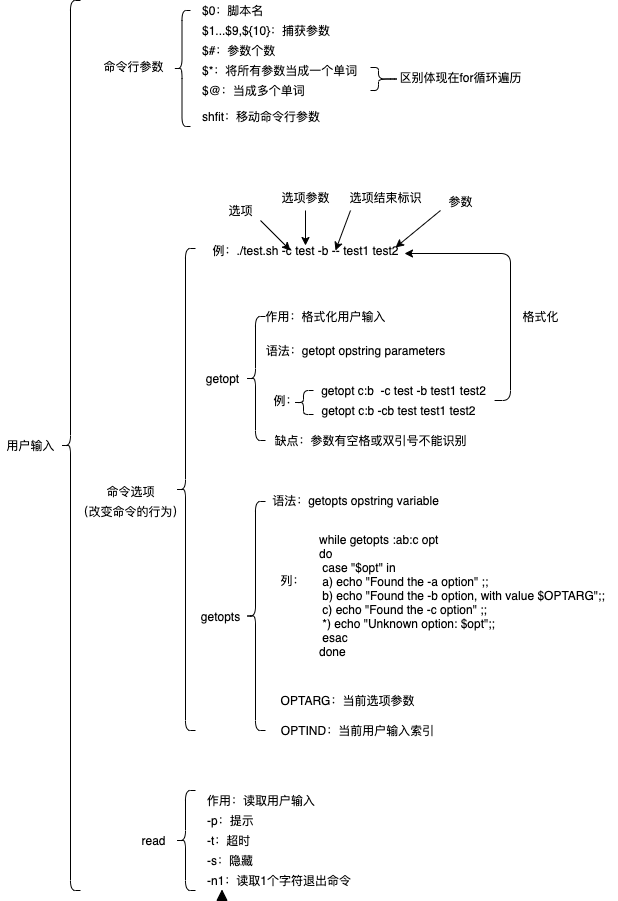 用户输入
命令行参数
$0：脚本名
$1...$9,${10}：捕获参数
$#：参数个数
$*：将所有参数当成一个单词
$@：当成多个单词
区别体现在for循环遍历
shfit：移动命令行参数
命令选项
（改变命令的行为）
选项
选项参数
选项结束标识
参数
例：./test.sh -c test -b -- test1 test2
格式化
getopt
作用：格式化用户输入
语法：getopt opstring parameters
例：
getopt c:b -c test -b test1 test2
getopt c:b -cb test test1 test2
缺点：参数有空格或双引号不能识别
getopts
语法：getopts opstring variable
列：
while getopts :ab:c opt
do
case "$opt" in
a) echo "Found the -a option" ;;
b) echo "Found the -b option, with value $OPTARG";;
c) echo "Found the -c option" ;;
*) echo "Unknown option: $opt";;
esac
done
OPTARG：当前选项参数
OPTIND：当前用户输入索引
read
作用：读取用户输入
-p：提示
-t：超时
-s：隐藏
-n1：读取1个字符退出命令